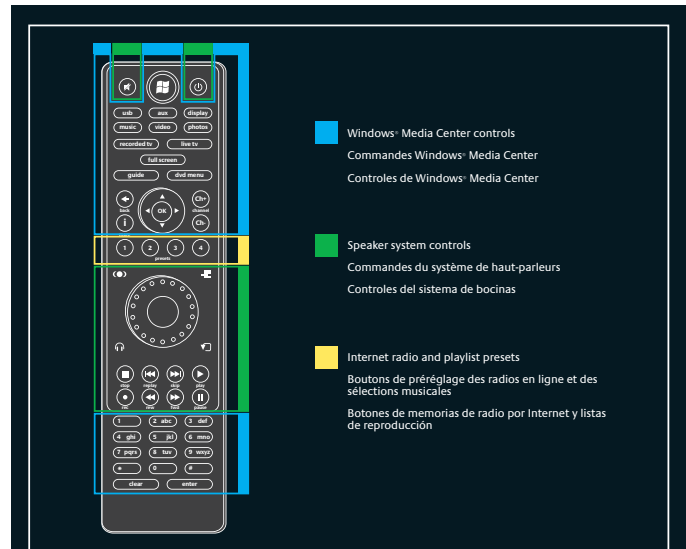 usb aux display
music video photos
recorded tv live tv
full screen
guide dvd menu
Ch+
back OK channel
i Ch-
1 2 3 4
presets
stop replay skip play
rec rew fwd pause
1 2 abc 3 def
4 ghi 5 jkl 6 mno
7 pqrs 8 tuv 9 wxyz
* 0 #
clear enter
Windows® Media Center controls
Commandes Windows® Media Center
Controles de Windows® Media Center
Speaker system controls
Commandes du système de haut-parleurs
Controles del sistema de bocinas
Internet radio and playlist presets
Boutons de préréglage des radios en ligne et des
sélections musicales
Botones de memorias de radio por Internet y listas
de reproducción